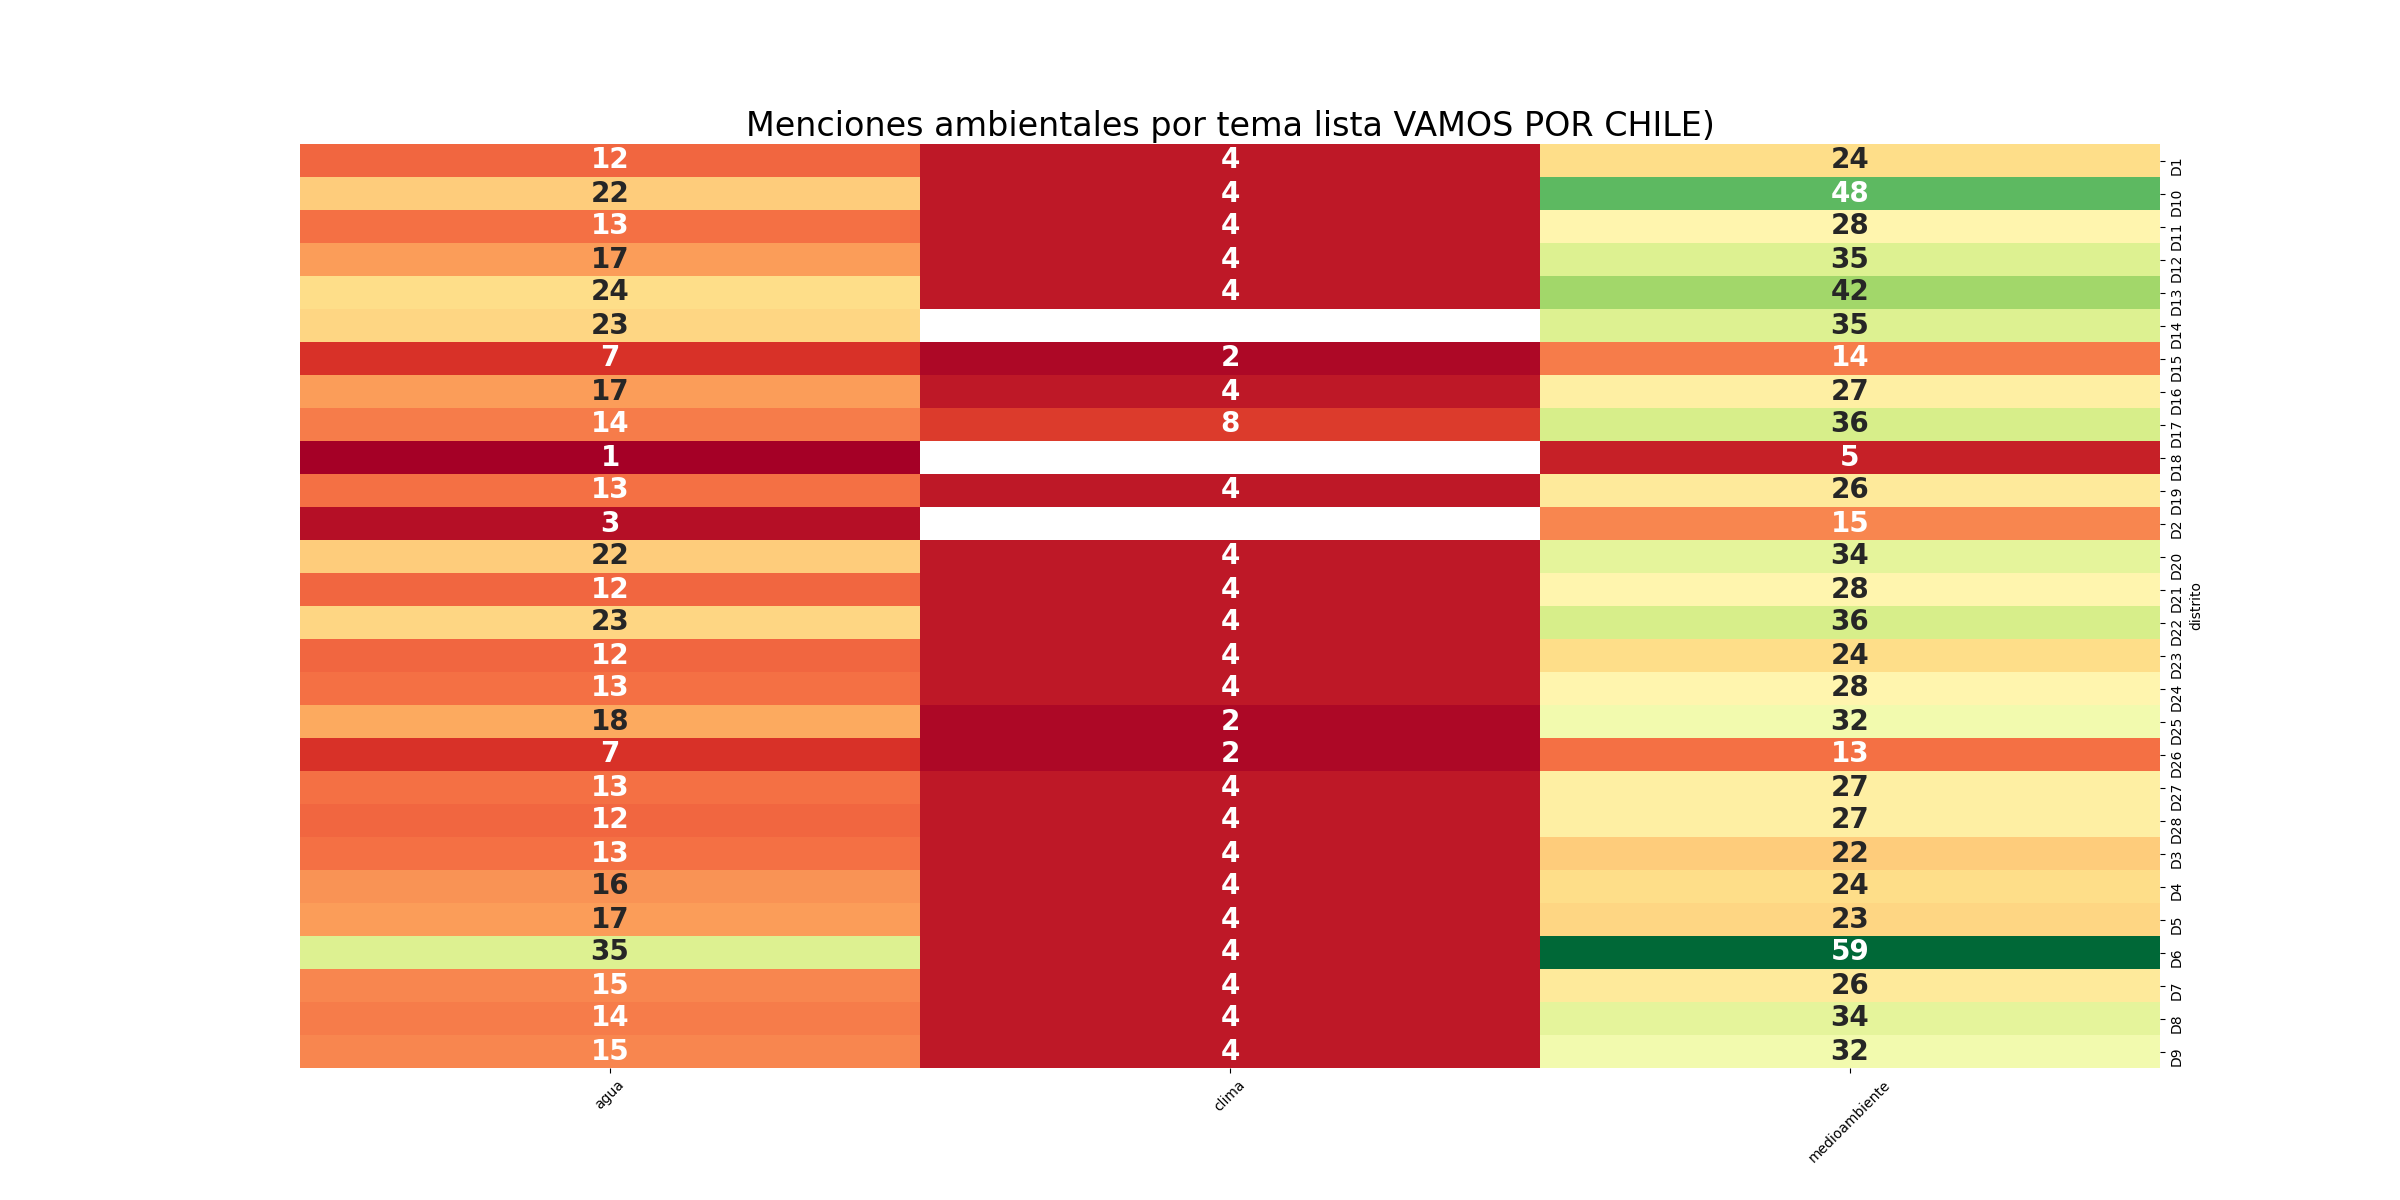 Menciones ambientales por tema lista VAMOS POR CHILE)
12 4 24 D1
22 4 48 D10
13 4 28 D11
17 4 35 D12
24 4 42 D13
23 35 D14
7 2 14 D15
17 4 27 D16
14 8 36 D17
1 5 D18
13 4 26 D19
3 15 D2
22 4 34 D20
12 4 28 D21
23 4 36 D22
12 4 24 D23
13 4 28 D24
18 2 32 D25
7 2 13 D26
13 4 27 D27
12 4 27 D28
13 4 22 D3
16 4 24 D4
17 4 23 D5
35 4 59 D6
15 4 26 D7
14 4 34 D8
15 4 32 D9
distrito
agua clima medioambiente